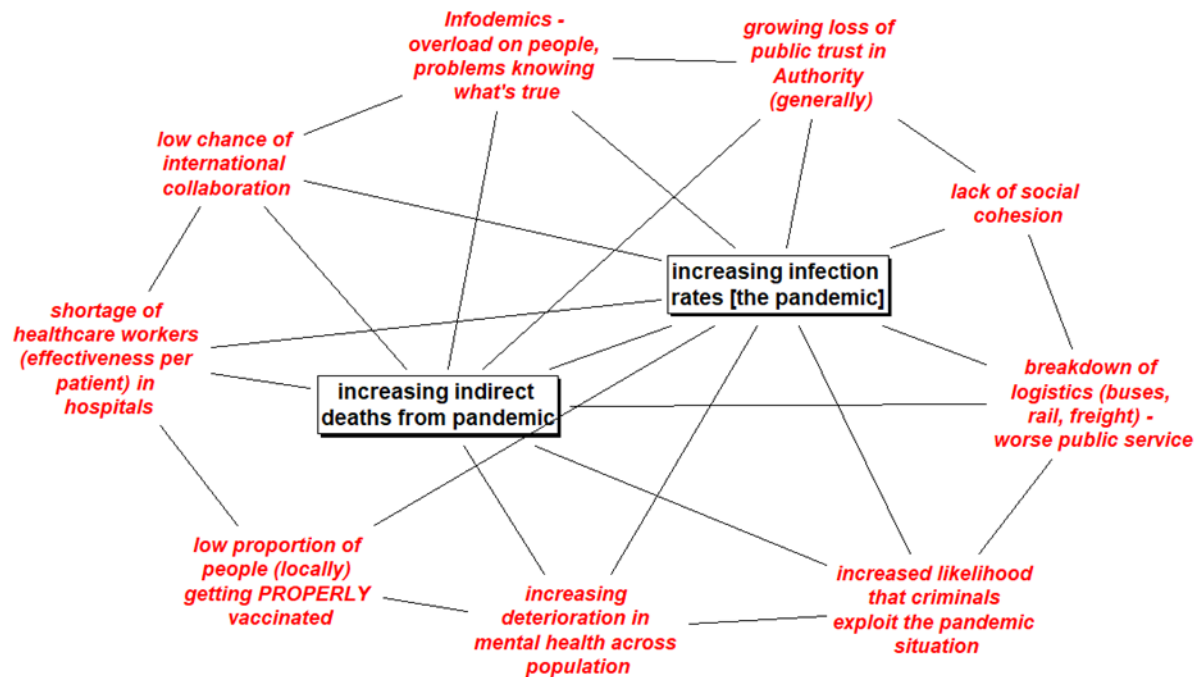 Infodemics -
overload on people,
problems knowing
what's true
growing loss of
public trust in
Authority
(generally)
low chance of
international
collaboration
lack of social
cohesion
increasing infection
rates [the pandemic]
shortage of
healthcare workers
(effectiveness per
patient) in
hospitals
increasing indirect
deaths from pandemic
breakdown of
logistics (buses,
rail, freight) -
worse public service
low proportion of
people (locally)
getting PROPERLY
vaccinated
increasing
deterioration in
mental health across
population
increased likelihood
that criminals
exploit the pandemic
situation